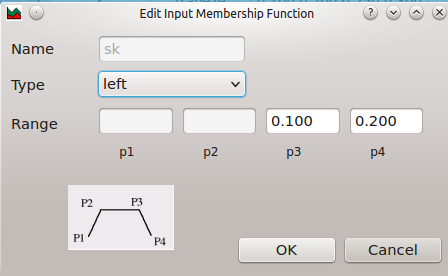 Edit Input Membership Function
Name sk
Type left
Range 0.100 0.200
p1 p2 p3 p4
P2 P3
P1 P4
OK Cancel